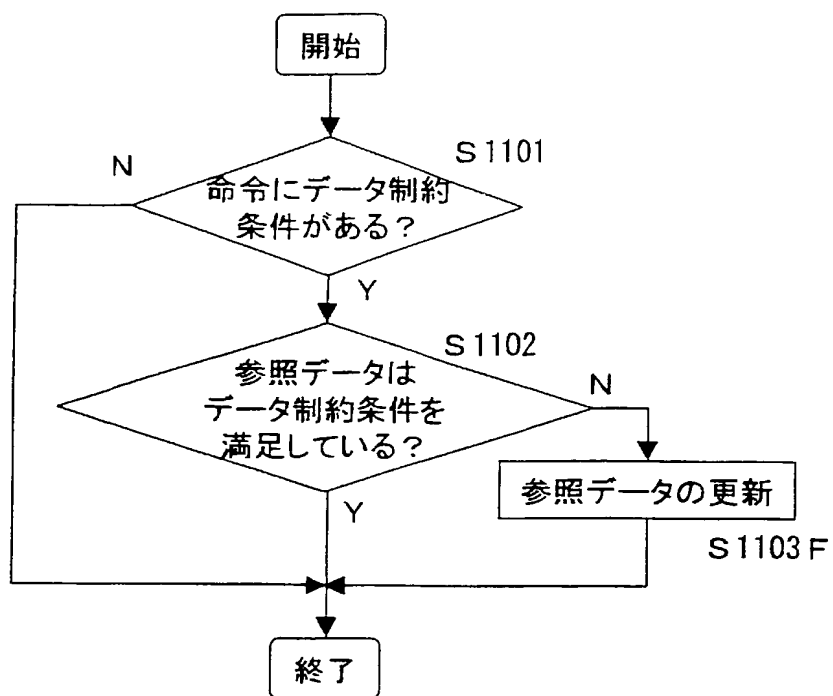 開始
S1101
N
命令にデータ制約
条件がある?
Y
S1102
参照データは
データ制約条件を
満足している?
N
参照データの更新
Y
S1103F
終了